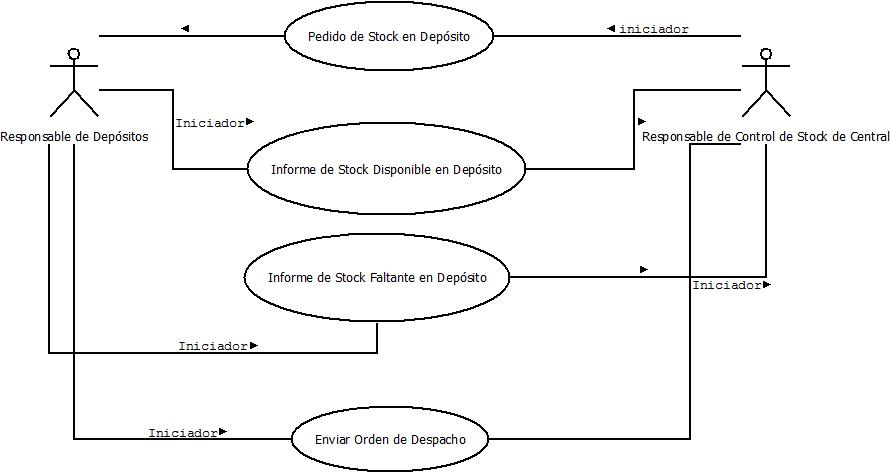 iniciador
Pedido de Stock en Depósito
Iniciador
Responsable de Depósitos
Responsable de Control de Stock de Central
Informe de Stock Disponible en Depósito
Informe de Stock Faltante en Depósito
Iniciador
Iniciador
Iniciador
Enviar Orden de Despacho